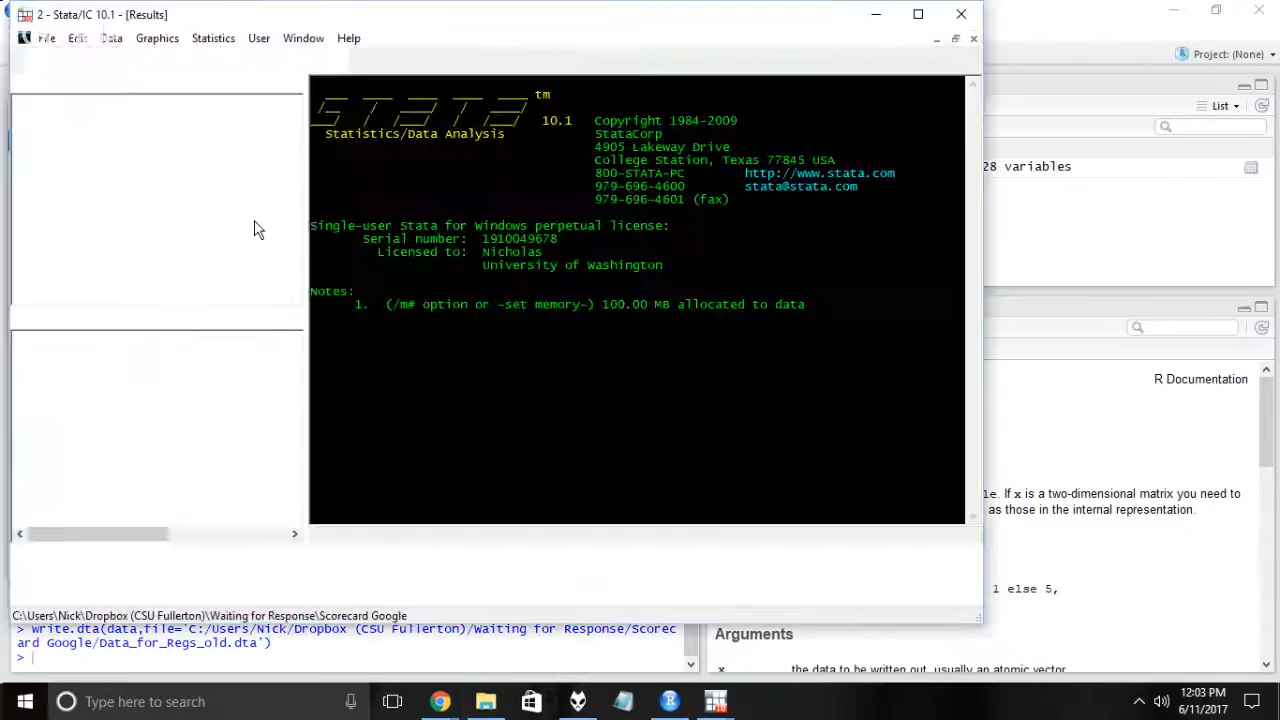 2 - Stata/IC 10.1 - [Results]
File Edit Data Graphics Statistics User Window Help
Project: (None)
List
28 variables
tm
STATA
10.1 Copyright 1984-2009
Statistics/Data Analysis StataCorp
4905 Lakeway Drive
College Station, Texas 77845 USA
800-STATA-PC http://www.stata.com
979-696-4600 stata@stata.com
979-696-4601 (fax)
Single-user Stata for Windows perpetual license:
Serial number: 1910049678
Licensed to: Nicholas
University of Washington
Notes:
1. (/m# option or -set memory-) 100.00 MB allocated to data
R Documentation
le. If x is a two-dimensional matrix you need to
as those in the internal representation.
1 else 5,
C:\Users\Nick\Dropbox (CSU Fullerton)\Waiting for Response\Scorecard Google
> write.dta(data,file='C:/Users/Nick/Dropbox (CSU Fullerton)/Waiting for Response/Scorec
ard Google/Data_for_Regs_old.dta')
>
Arguments
x the data to be written out, usually an atomic vector
Type here to search
12:03 PM
6/11/2017